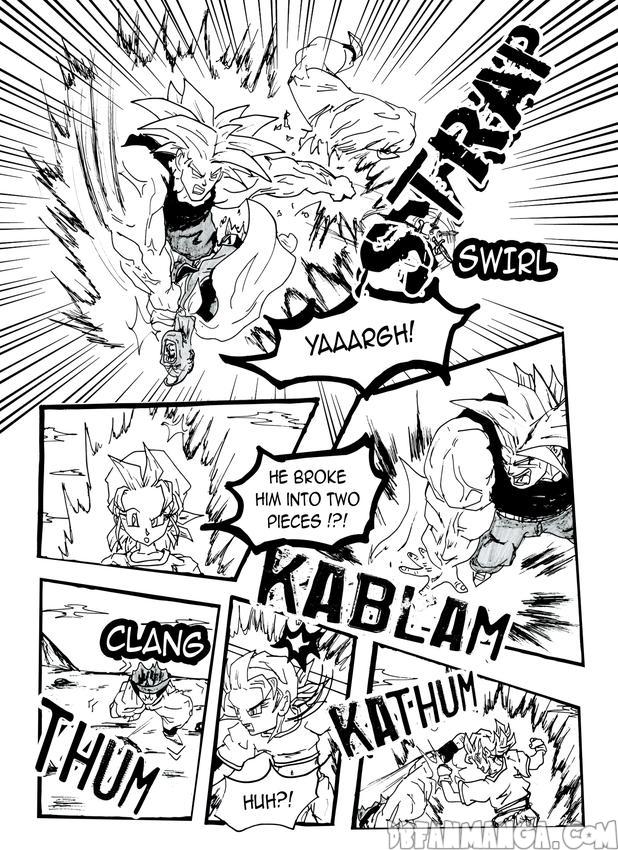 STRAP
SWIRL
YAAARGH!
HE BROKE
HIM INTO TWO
PIECES !?!
KABLAM
CLANG
THUM
HUH?!
KATHUM
DBFANMANGA.COM